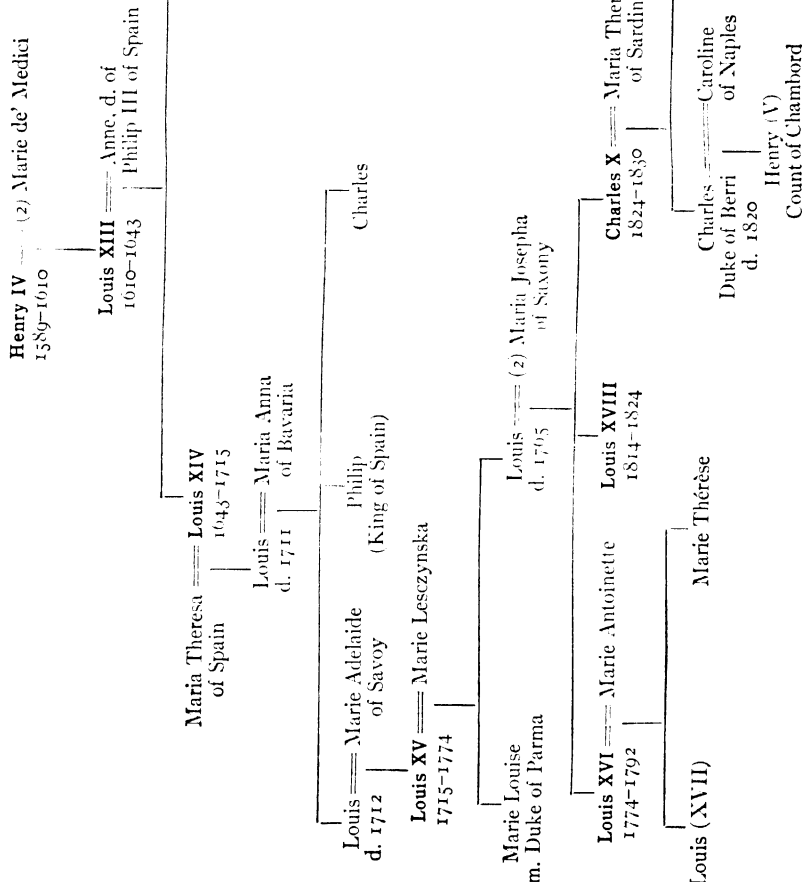 Henry IV == (2) Marie de' Medici
1589–1610
Louis XIII == Anne, d. of
1610–1643 Philip III of Spain
Maria Theresa == Louis XIV
of Spain 1643–1715
Louis == Maria Anna
d. 1711 of Bavaria
Louis == Marie Adelaide
d. 1712 of Savoy
Philip
(King of Spain)
Charles
Louis XV == Marie Lesczynska
1715–1774
Marie Louise
m. Duke of Parma
Louis == (2) Maria Josepha
d. 1765 of Saxony
Louis XVI == Marie Antoinette
1774–1792
Louis XVIII
1814–1824
Charles X == Maria
1824–1830 of
Louis (XVII)
Marie Thérèse
Charles == Caroline
Duke of Berri of Naples
d. 1820
Henry (V)
Count of Chambord